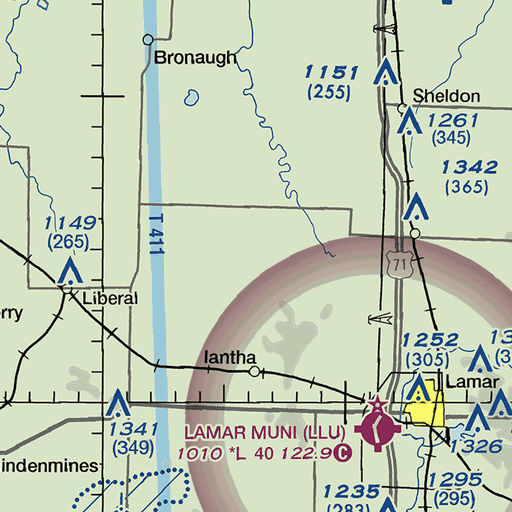 Bronaugh
1151
(255)
Sheldon
1261
(345)
1342
(365)
T 411
1149
(265)
71
Liberal
1252
(305)
Iantha
Lamar
1341
(349)
LAMAR MUNI (LLU)
1010 *L 40 122.9 C
1326
indenmines
1235
(283)
1295
(295)